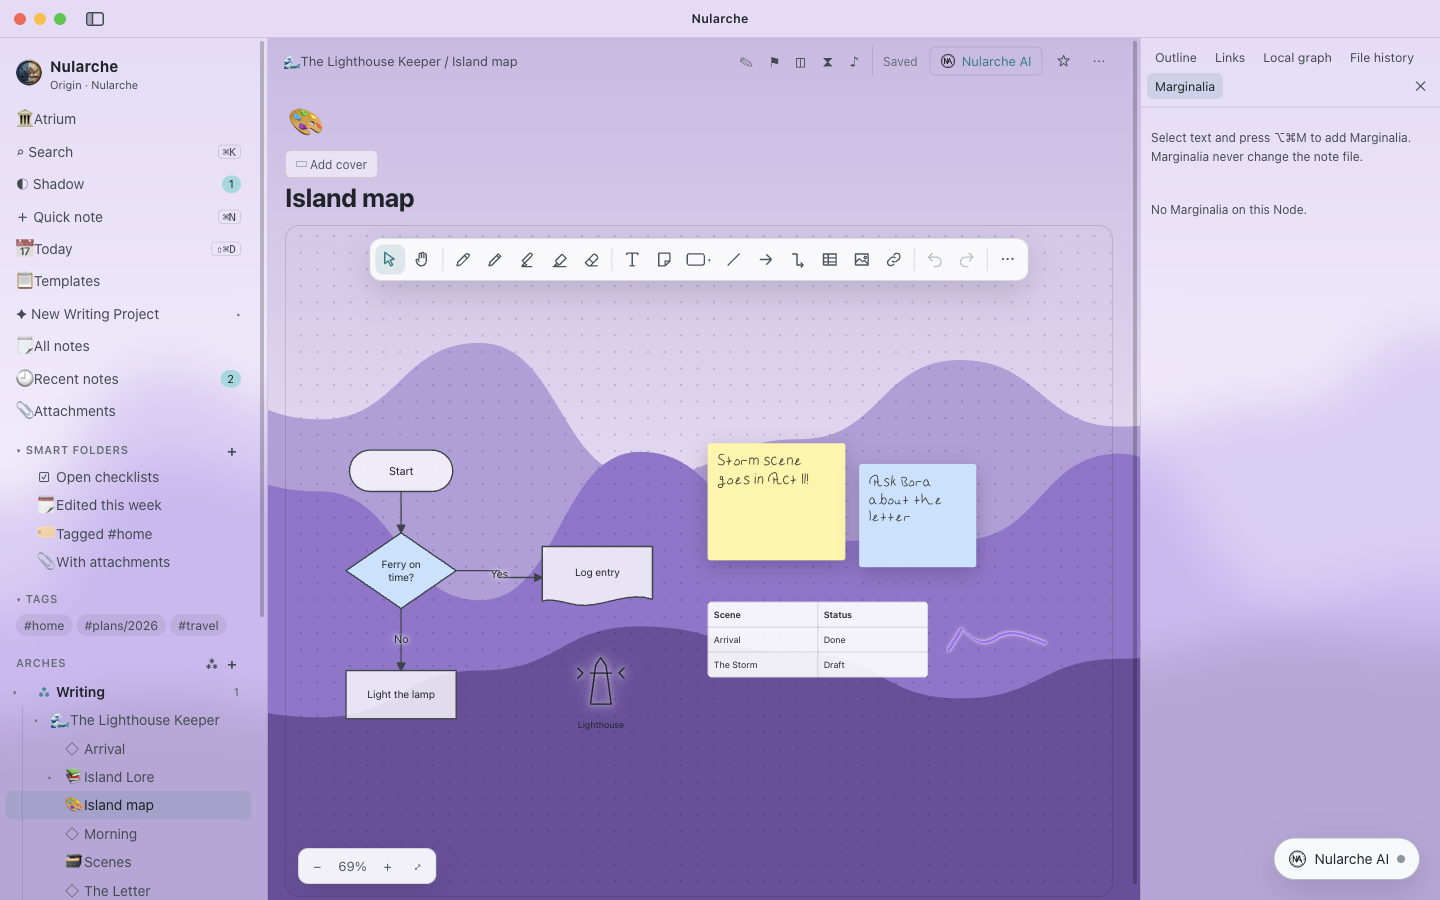 Nularche
Nularche
Origin · Nularche
Atrium
Search ⌘K
Shadow 1
Quick note ⌘N
Today ⇧⌘D
Templates
New Writing Project
All notes
Recent notes 2
Attachments
SMART FOLDERS
Open checklists
Edited this week
Tagged #home
With attachments
TAGS
#home #plans/2026 #travel
ARCHES
Writing 1
The Lighthouse Keeper
Arrival
Island Lore
Island map
Morning
Scenes
The Letter
The Lighthouse Keeper / Island map
Saved
Nularche AI
Add cover
Island map
Start
Ferry on
time?
Yes
Log entry
No
Light the lamp
Lighthouse
Storm scene
goes in Act II!
Ask Bora
about the
letter
Scene Status
Arrival Done
The Storm Draft
69%
Outline Links Local graph File history
Marginalia
Select text and press ⌥⌘M to add Marginalia.
Marginalia never change the note file.
No Marginalia on this Node.
Nularche AI